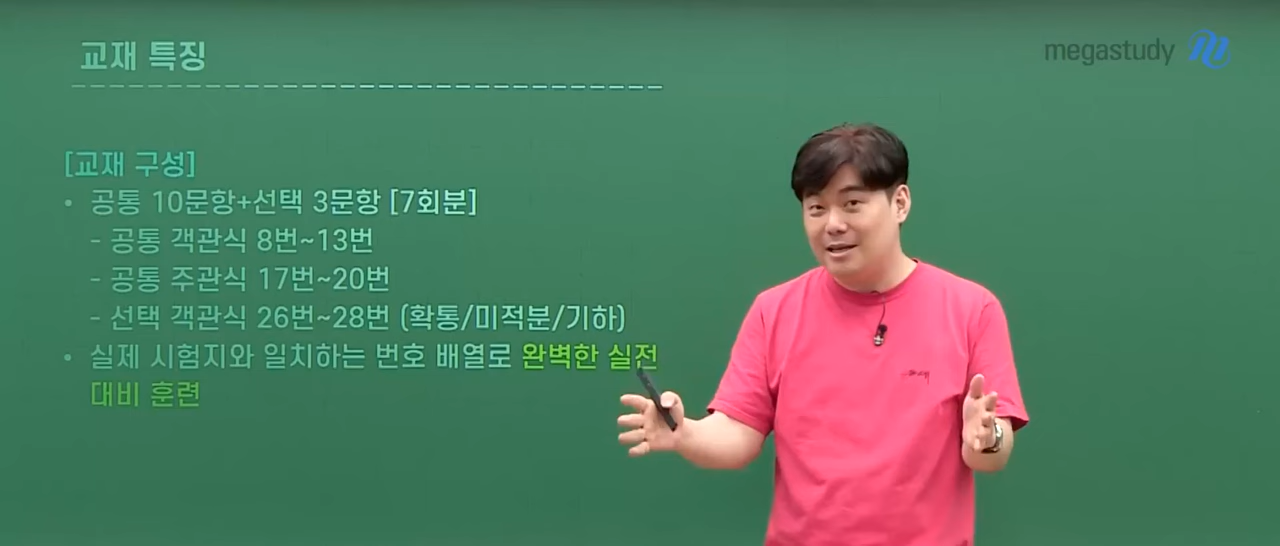 교재 특징
megastudy
[교재 구성]
• 공통 10문항+선택 3문항 [7회분]
- 공통 객관식 8번~13번
- 공통 주관식 17번~20번
- 선택 객관식 26번~28번 (확통/미적분/기하)
• 실제 시험지와 일치하는 번호 배열로 완벽한 실전
대비 훈련